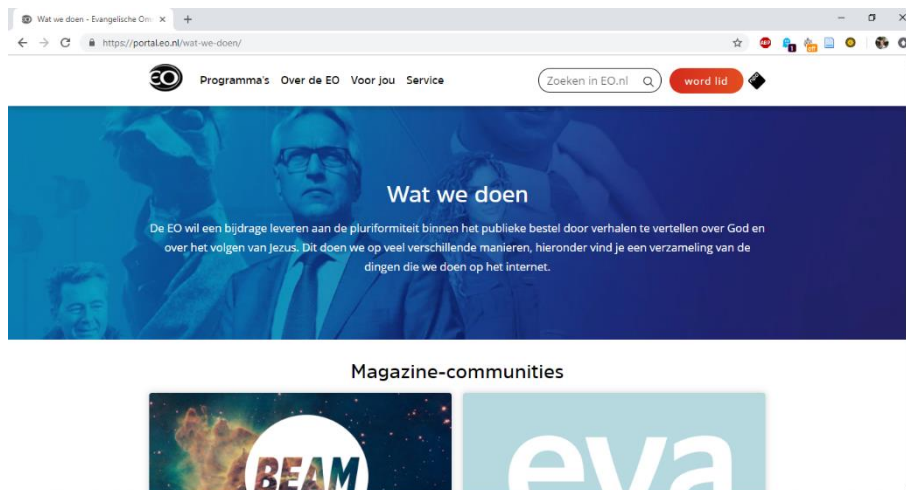 Wat we doen - Evangelische Om
https://portal.eo.nl/wat-we-doen/
EO
Programma's Over de EO Voor jou Service
Zoeken in EO.nl
word lid
Wat we doen
De EO wil een bijdrage leveren aan de pluriformiteit binnen het publieke bestel door verhalen te vertellen over God en
over het volgen van Jezus. Dit doen we op veel verschillende manieren, hieronder vind je een verzameling van de
dingen die we doen op het internet.
Magazine-communities
BEAM
eva